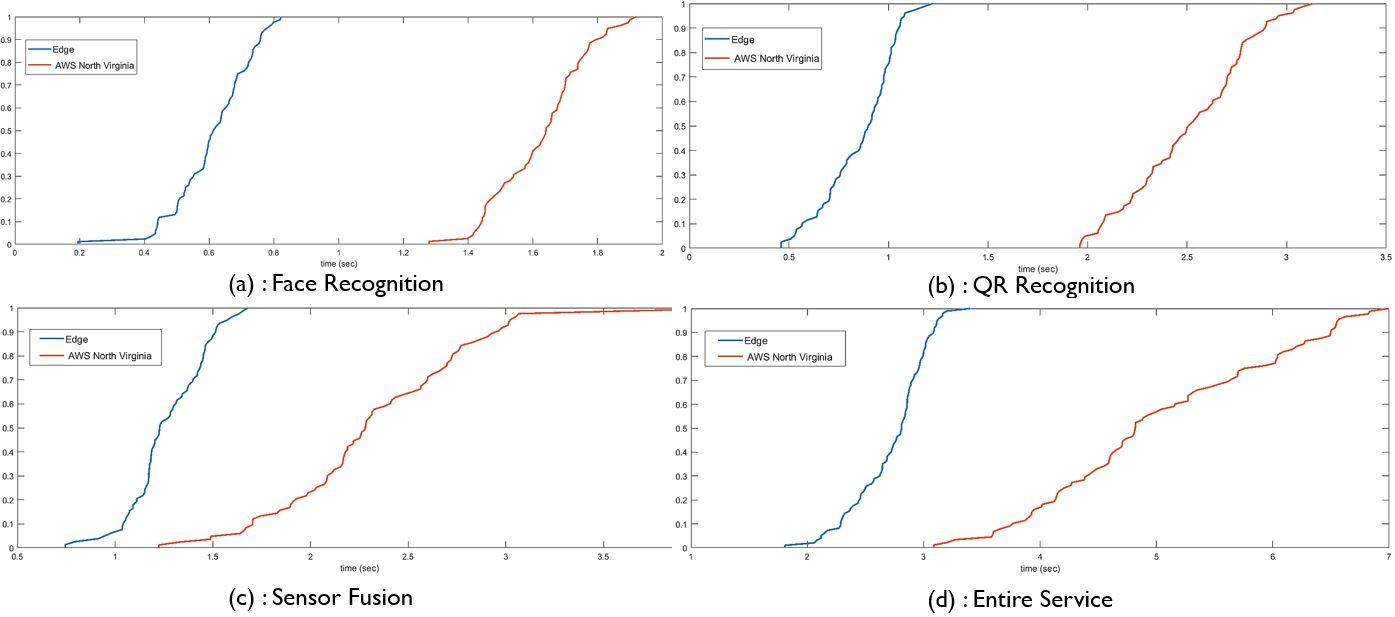 1
0.9
0.8
0.7
0.6
0.5
0.4
0.3
0.2
0.1
0
Edge
AWS North Virginia
0 0.2 0.4 0.6 0.8 1 1.2 1.4 1.6 1.8 2
time (sec)
(a) : Face Recognition
1
0.9
0.8
0.7
0.6
0.5
0.4
0.3
0.2
0.1
0
Edge
AWS North Virginia
0 0.5 1 1.5 2 2.5 3 3.5
time (sec)
(b) : QR Recognition
1
0.9
0.8
0.7
0.6
0.5
0.4
0.3
0.2
0.1
0
Edge
AWS North Virginia
0.5 1 1.5 2 2.5 3 3.5
time (sec)
(c) : Sensor Fusion
1
0.9
0.8
0.7
0.6
0.5
0.4
0.3
0.2
0.1
0
Edge
AWS North Virginia
1 2 3 4 5 6 7
time (sec)
(d) : Entire Service